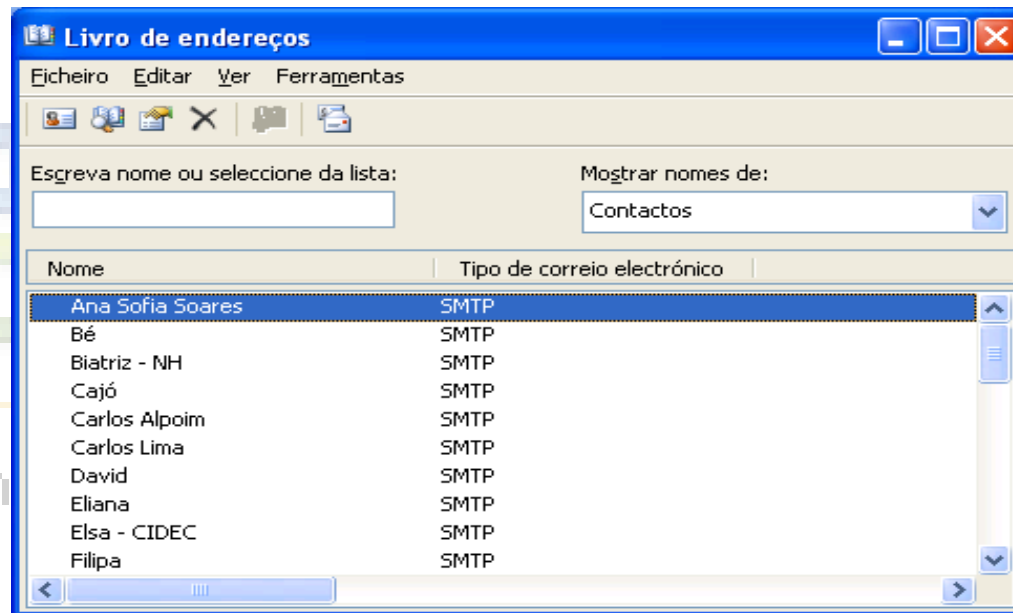 Livro de endereços
Ficheiro Editar Ver Ferramentas
Escreva nome ou seleccione da lista: Mostrar nomes de:
Contactos
Nome Tipo de correio electrónico
Ana Sofia Soares SMTP
Bé SMTP
Biatriz - NH SMTP
Cajó SMTP
Carlos Alpoim SMTP
Carlos Lima SMTP
David SMTP
Eliana SMTP
Elsa - CIDEC SMTP
Filipa SMTP